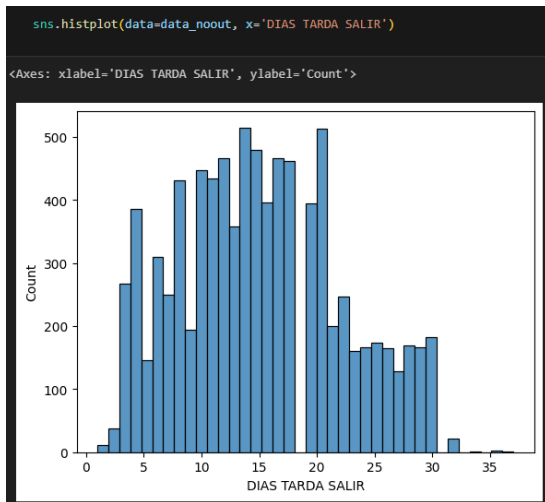 sns.histplot(data=data_noout, x='DIAS TARDA SALIR')
<Axes: xlabel='DIAS TARDA SALIR', ylabel='Count'>
500
400
300
200
100
0
Count
0 5 10 15 20 25 30 35
DIAS TARDA SALIR